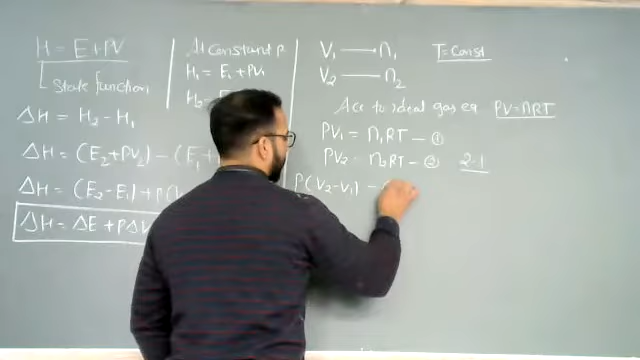 H = E+PV
State function
ΔH = H2 - H1
ΔH = (E2 + PV2) - (E1+
ΔH = (E2 - E1) + P(V
ΔH = ΔE + PΔV
At Constant P
H1 = E1 + PV1
H2 = E
V1 — n1
V2 — n2
T = Const
Acc to ideal gas eq PV = nRT
PV1 = n1RT — ①
PV2 = n2RT — ② 2-1
P(V2-V1) =